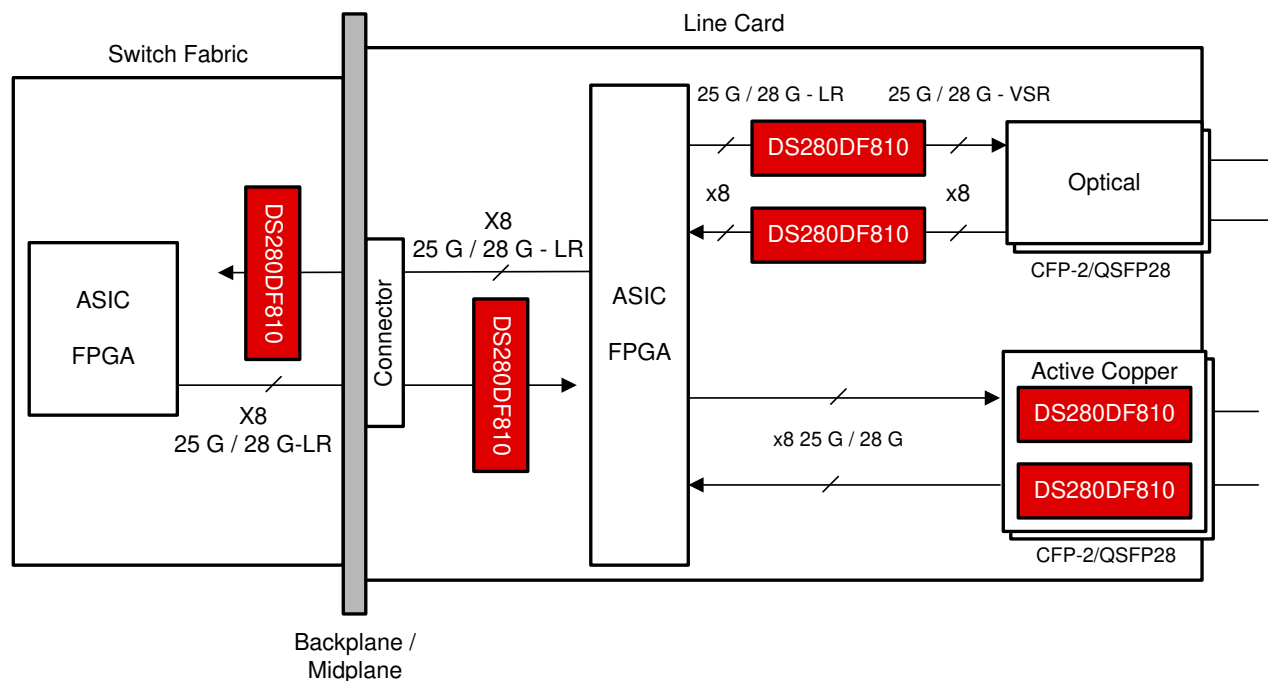 Line Card
Switch Fabric
25 G / 28 G - LR
25 G / 28 G - VSR
DS280DF810
x8
x8
DS280DF810
Optical
CFP-2/QSFP28
DS280DF810
ASIC
FPGA
X8
25 G / 28 G-LR
Connector
X8
25 G / 28 G - LR
DS280DF810
ASIC
FPGA
x8 25 G / 28 G
Active Copper
DS280DF810
DS280DF810
CFP-2/QSFP28
Backplane /
Midplane